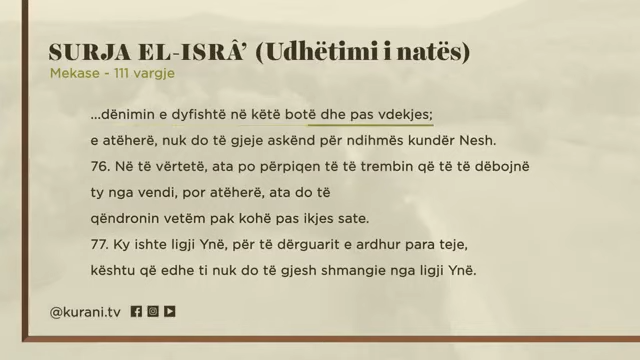 SURJA EL-ISRÂ’ (Udhëtimi i natës)
Mekase - 111 vargje
...dënimin e dyfishtë në këtë botë dhe pas vdekjes;
e atëherë, nuk do të gjeje askënd për ndihmës kundër Nesh.
76. Në të vërtetë, ata po përpiqen të të trembin që të të dëbojnë
ty nga vendi, por atëherë, ata do të
qëndronin vetëm pak kohë pas ikjes sate.
77. Ky ishte ligji Ynë, për të dërguarit e ardhur para teje,
kështu që edhe ti nuk do të gjesh shmangie nga ligji Ynë.
@kurani.tv